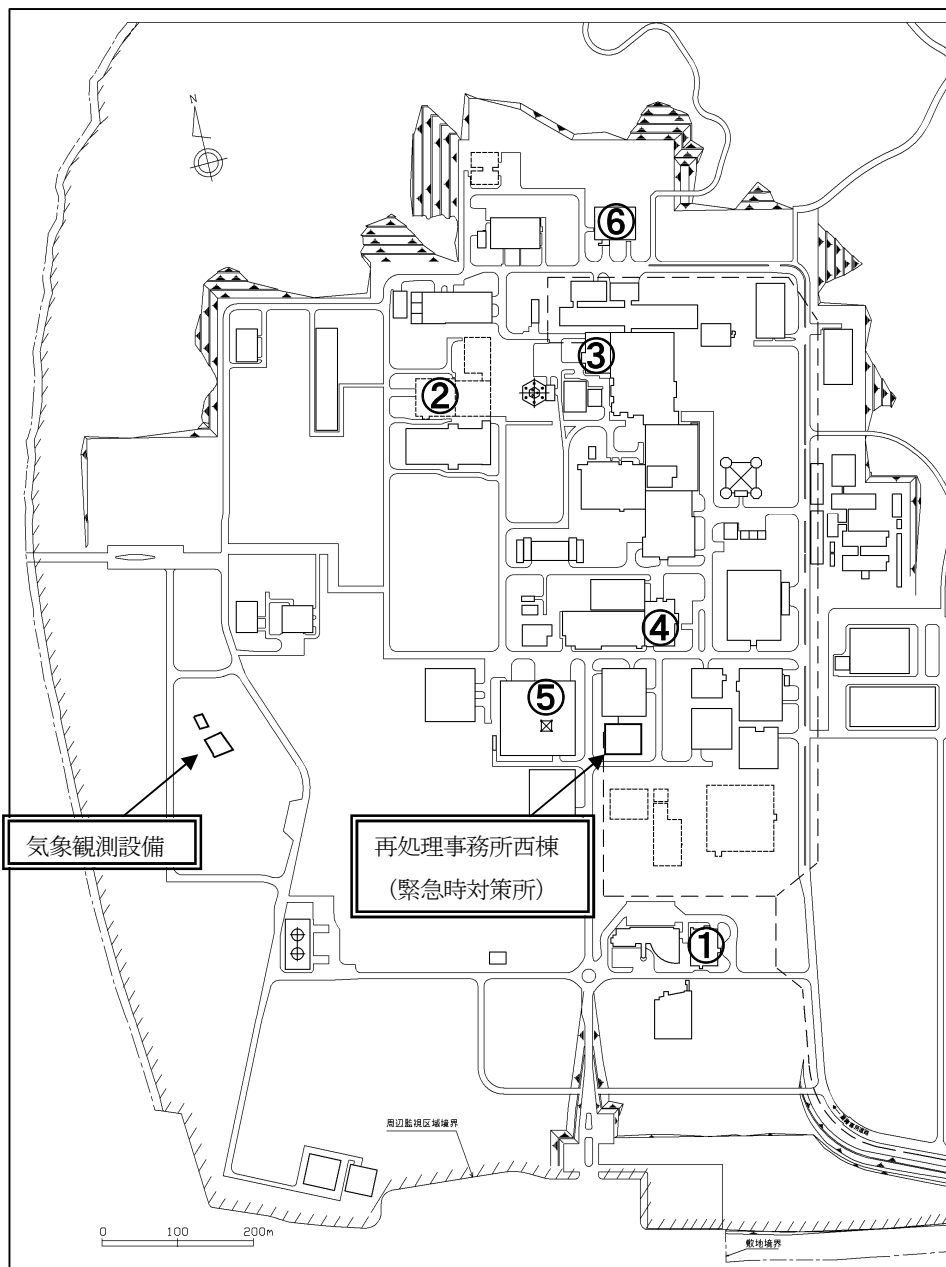 N
⑥
③
②
④
⑤
気象観測設備
再処理事務所西棟
（緊急時対策所）
①
周辺監視区域境界
0 100 200m
敷地境界